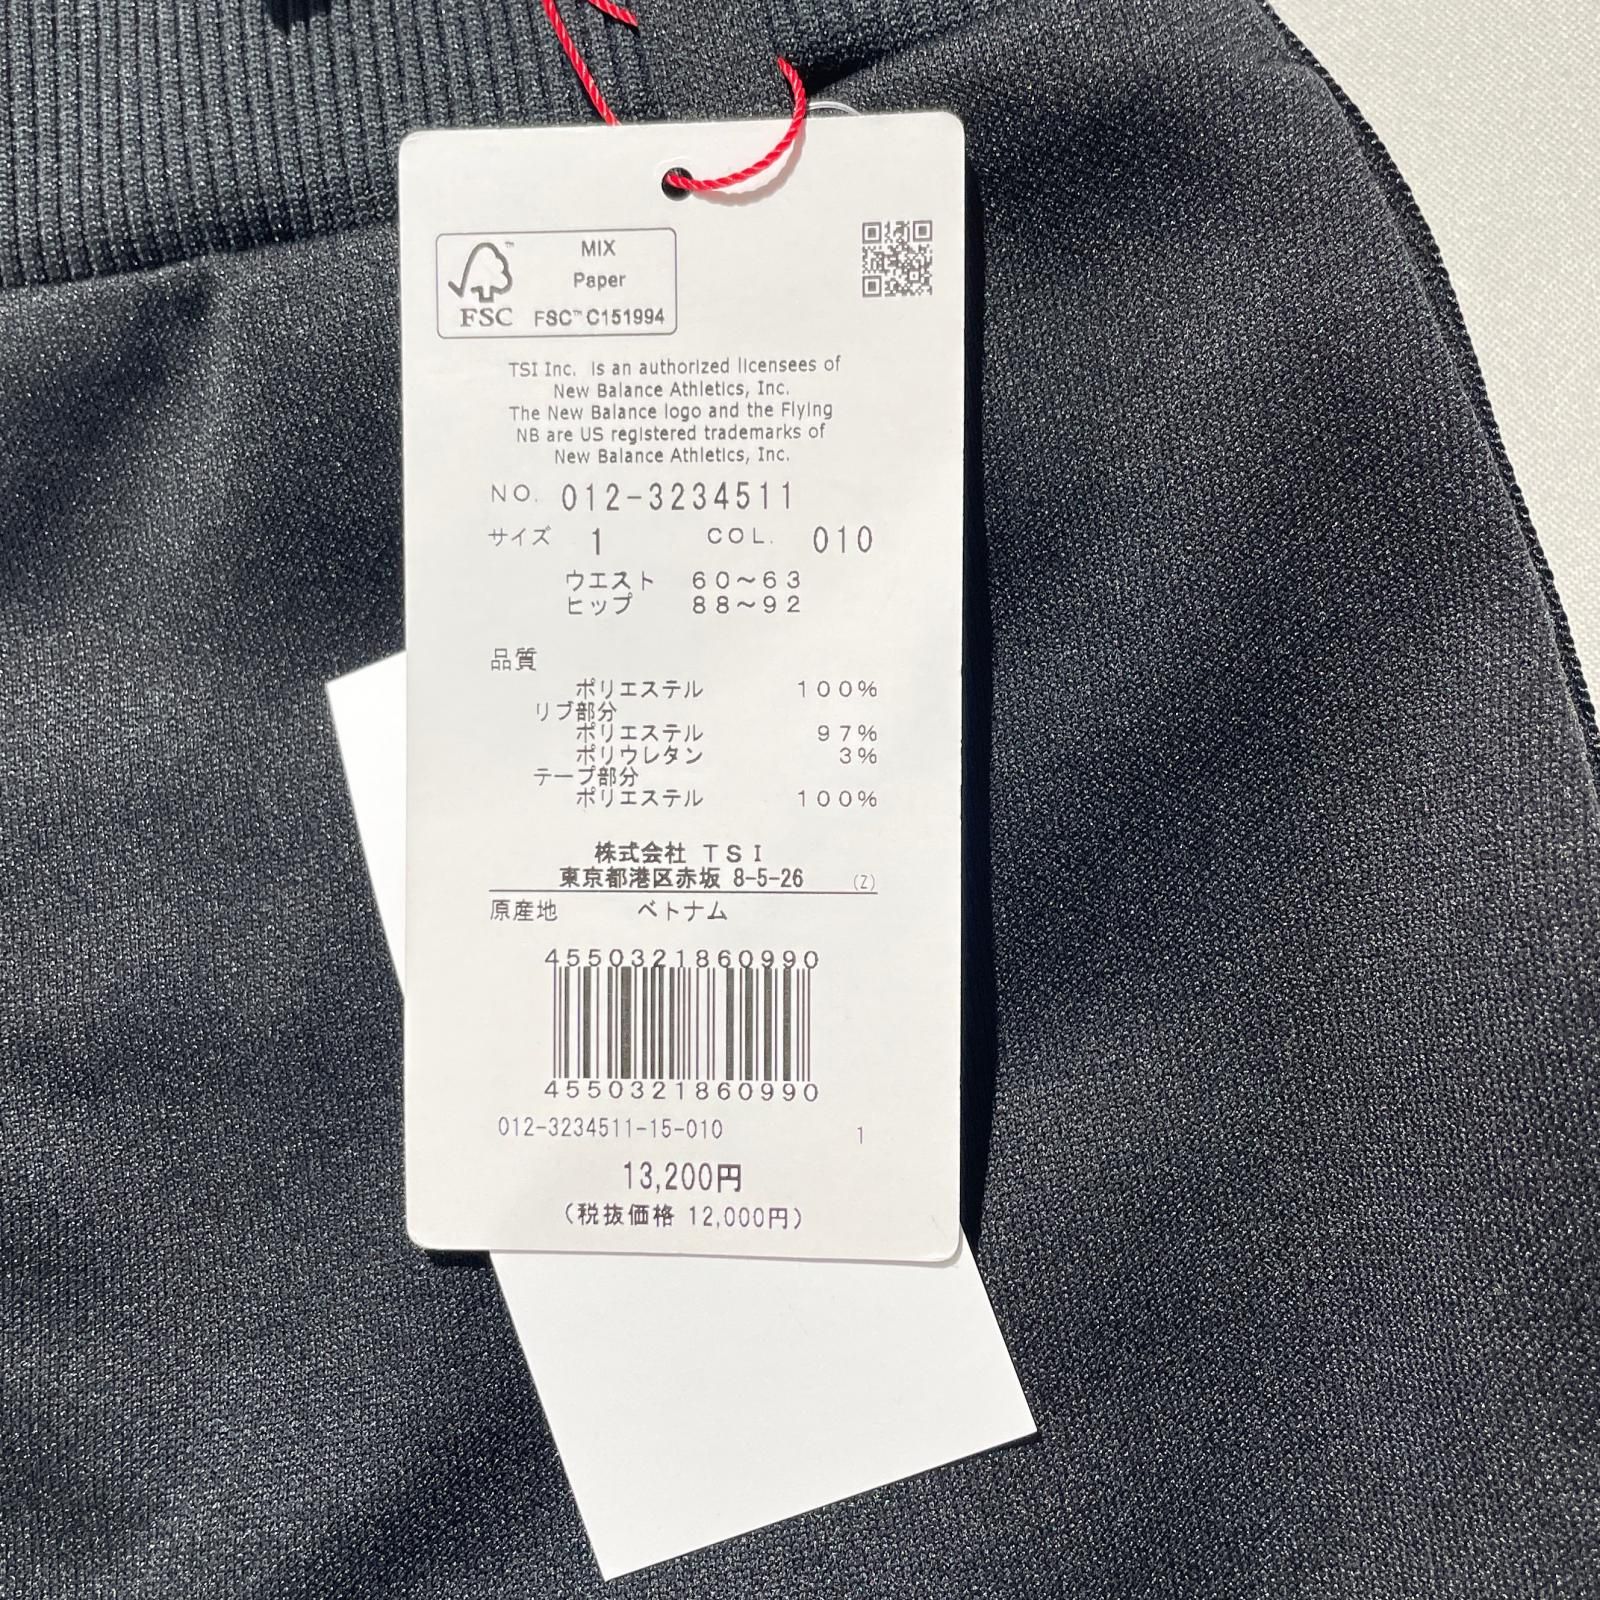 MIX
Paper
FSC™ FSC™ C151994
TSI Inc. is an authorized licensees of
New Balance Athletics, Inc.
The New Balance logo and the Flying
NB are US registered trademarks of
New Balance Athletics, Inc.
NO. 012-3234511
サイズ 1 COL. 010
ウエスト 60～63
ヒップ 88～92
品質
ポリエステル 100%
リブ部分
ポリエステル 97%
ポリウレタン 3%
テープ部分
ポリエステル 100%
株式会社 TSI
東京都港区赤坂 8-5-26 (Z)
原産地 ベトナム
4550321860990
4550321860990
012-3234511-15-010 1
13,200円
(税抜価格 12,000円)